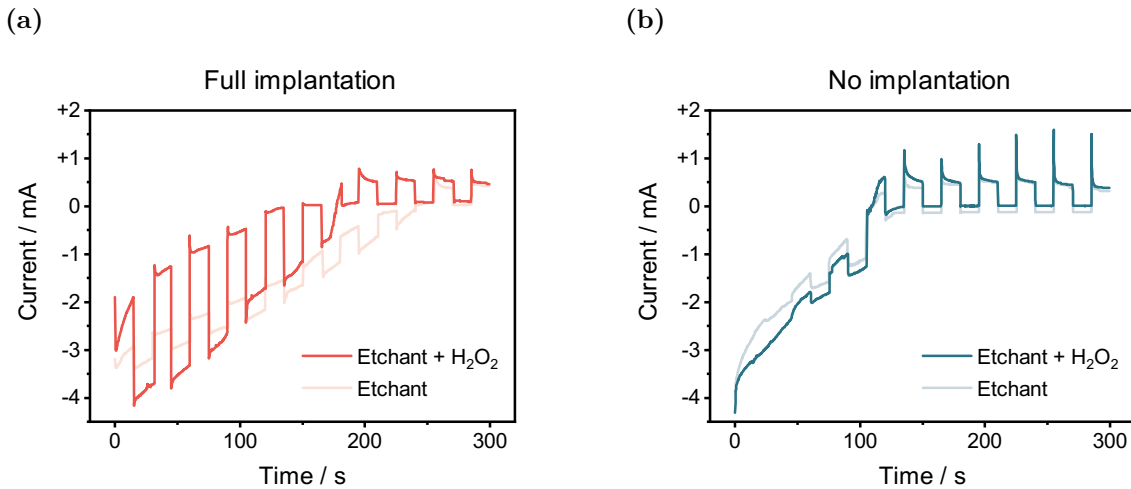 (a)
Full implantation
Current / mA
+2
+1
0
-1
-2
-3
-4
Etchant + H₂O₂
Etchant
0
100
200
300
Time / s
(b)
No implantation
Current / mA
+2
+1
0
-1
-2
-3
-4
Etchant + H₂O₂
Etchant
0
100
200
300
Time / s